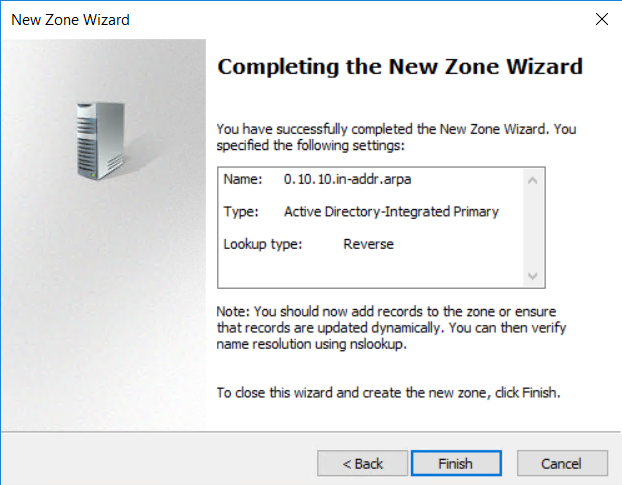 New Zone Wizard
Completing the New Zone Wizard
You have successfully completed the New Zone Wizard. You
specified the following settings:
Name: 0.10.10.in-addr.arpa
Type: Active Directory-Integrated Primary
Lookup type: Reverse
Note: You should now add records to the zone or ensure
that records are updated dynamically. You can then verify
name resolution using nslookup.
To close this wizard and create the new zone, click Finish.
< Back
Finish
Cancel